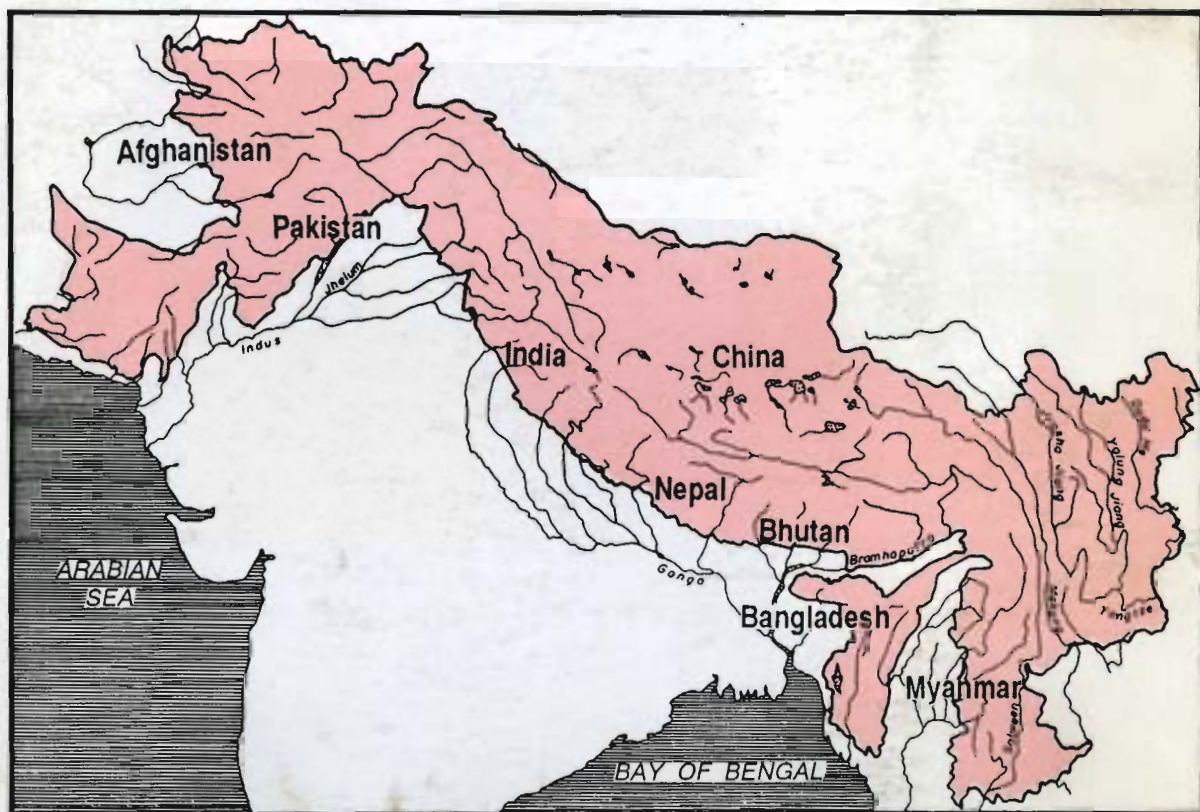 Afghanistan
Pakistan
Jhelum
Indus
India
China
Yalung jiang
Nepal
Bhutan
Bramhaputra
Ganga
ARABIAN
SEA
Bangladesh
Mekong
Yangtze
Myanmar
Salween
BAY OF BENGAL